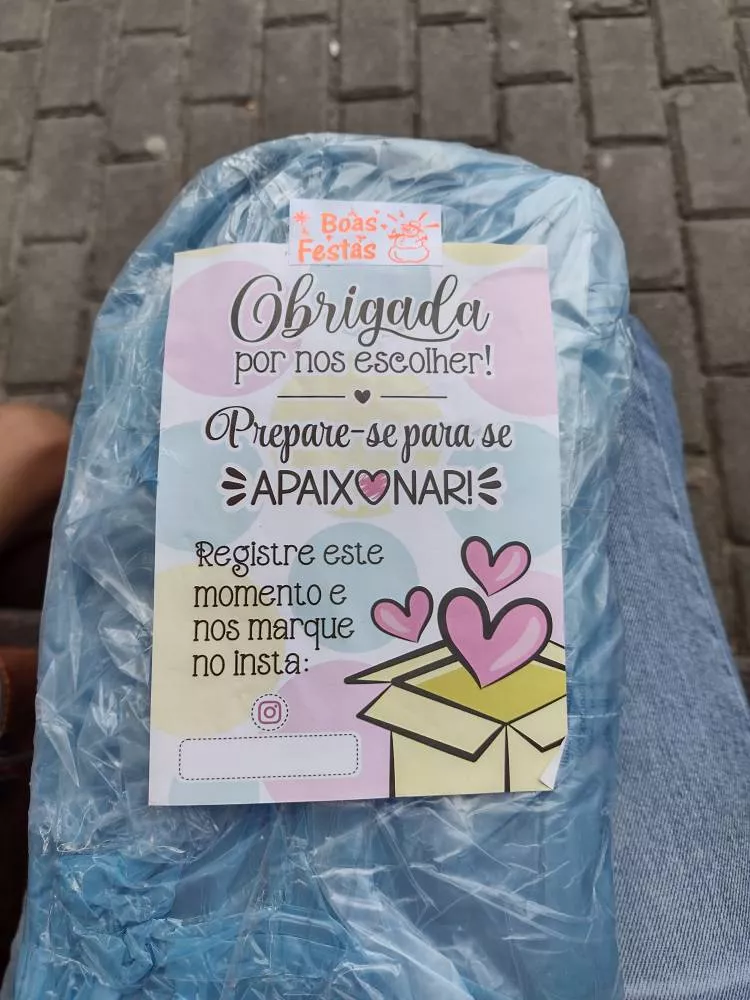 Boas
Festas
Obrigada
por nos escolher!
Prepare-se para se
APAIXONAR!
Registre este
momento e
nos marque
no insta: